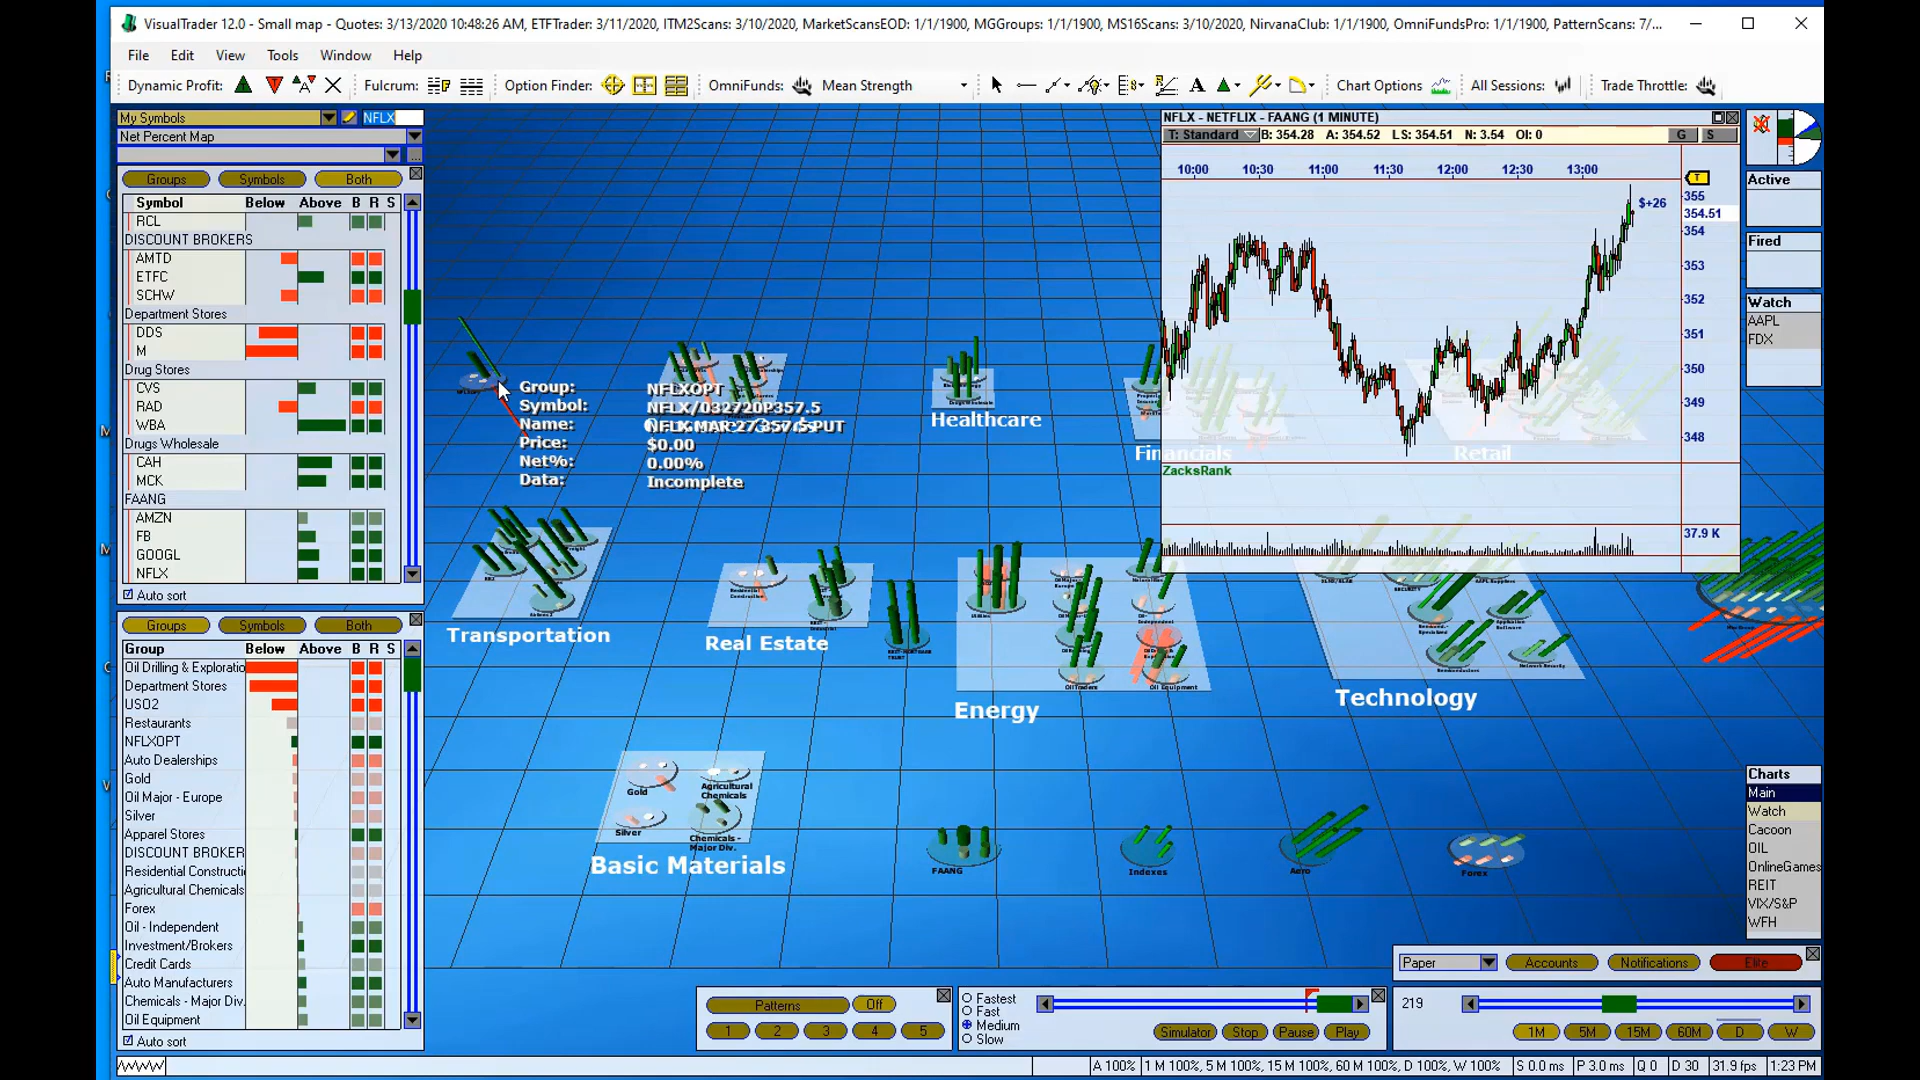 VisualTrader 12.0 - Small map - Quotes: 3/13/2020 10:48:26 AM, ETFTrader: 3/11/2020, ITM2Scans: 3/10/2020, MarketScansEOD: 1/1/1900, MGGroups: 1/1/1900, MS16Scans: 3/10/2020, NirvanaClub: 1/1/1900, OmniFundsPro: 1/1/1900, PatternScans: 7/...
File Edit View Tools Window Help
Dynamic Profit: Fulcrum: Option Finder: OmniFunds: Mean Strength Chart Options All Sessions: Trade Throttle:
My Symbols NFLX
Net Percent Map
Groups Symbols Both
Symbol Below Above B R S
RCL
DISCOUNT BROKERS
AMTD
ETFC
SCHW
Department Stores
DDS
M
Drug Stores
CVS
RAD
WBA
Drugs Wholesale
CAH
MCK
FAANG
AMZN
FB
GOOGL
NFLX
Auto sort
Groups Symbols Both
Group Below Above B R S
Oil Drilling & Exploratio
Department Stores
USO2
Restaurants
NFLXOPT
Auto Dealerships
Gold
Oil Major - Europe
Silver
Apparel Stores
DISCOUNT BROKER
Residential Constructi
Agricultural Chemicals
Forex
Oil - Independent
Investment/Brokers
Credit Cards
Auto Manufacturers
Chemicals - Major Div.
Oil Equipment
Auto sort
Group: NFLXOPT
Symbol: NFLX/032720P357.5
Name: NFLX MAR 27 357.5 PUT
Price: $0.00
Net%: 0.00%
Data: Incomplete
Healthcare
Financials
Retail
Transportation
Real Estate
Energy
Technology
Gold
Agricultural
Chemicals
Silver
Chemicals -
Major Div.
Basic Materials
FAANG
Indexes
Aero
Forex
Oil Equipment
NFLX - NETFLIX - FAANG (1 MINUTE)
T: Standard B: 354.28 A: 354.52 LS: 354.51 N: 3.54 OI: 0 G S
10:00 10:30 11:00 11:30 12:00 12:30 13:00
T
$+26
355
354.51
354
353
352
351
350
349
348
ZacksRank
37.9 K
Active
Fired
Watch
AAPL
FDX
Charts
Main
Watch
Cacoon
OIL
OnlineGames
REIT
VIX/S&P
WFH
Paper Accounts Notifications Elite
Patterns Off
1 2 3 4 5
Fastest
Fast
Medium
Slow
Simulator Stop Pause Play
219
1M 5M 15M 60M D W
A 100% 1 M 100%, 5 M 100%, 15 M 100%, 60 M 100%, D 100%, W 100% S 0.0 ms P 3.0 ms Q 0 D 30 31.9 fps 1:23 PM